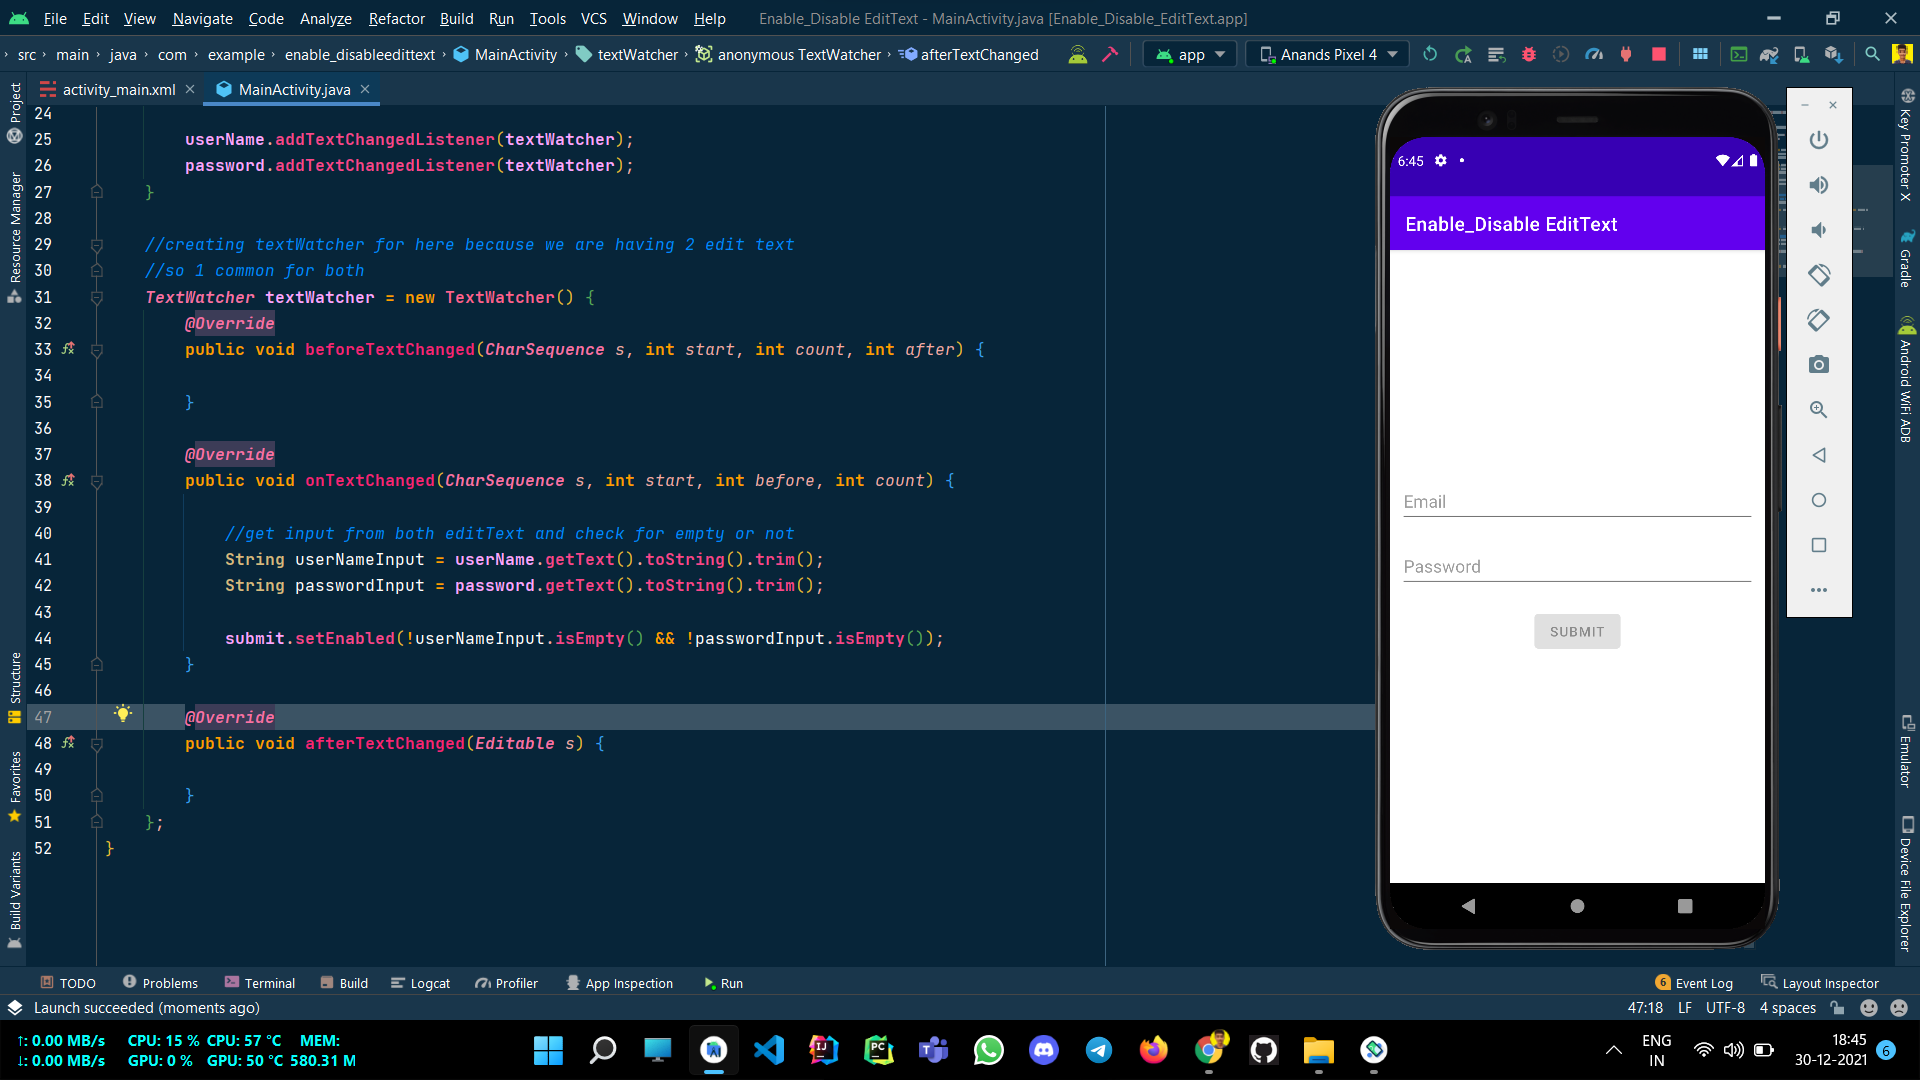 File Edit View Navigate Code Analyze Refactor Build Run Tools VCS Window Help Enable_Disable EditText - MainActivity.java [Enable_Disable_EditText.app]
src main java com example enable_disableedittext MainActivity textWatcher anonymous TextWatcher afterTextChanged app Anands Pixel 4
activity_main.xml MainActivity.java
24
25 userName.addTextChangedListener(textWatcher);
26 password.addTextChangedListener(textWatcher);
27 }
28
29 //creating textWatcher for here because we are having 2 edit text
30 //so 1 common for both
31 TextWatcher textWatcher = new TextWatcher() {
32 @Override
33 public void beforeTextChanged(CharSequence s, int start, int count, int after) {
34
35 }
36
37 @Override
38 public void onTextChanged(CharSequence s, int start, int before, int count) {
39
40 //get input from both editText and check for empty or not
41 String userNameInput = userName.getText().toString().trim();
42 String passwordInput = password.getText().toString().trim();
43
44 submit.setEnabled(!userNameInput.isEmpty() && !passwordInput.isEmpty());
45 }
46
47 @Override
48 public void afterTextChanged(Editable s) {
49
50 }
51 };
52 }
Project
Resource Manager
Structure
Favorites
Build Variants
6:45
Enable_Disable EditText
Email
Password
SUBMIT
Key Promoter X
Gradle
Android WiFi ADB
Emulator
Device File Explorer
TODO Problems Terminal Build Logcat Profiler App Inspection Run 6 Event Log Layout Inspector
Launch succeeded (moments ago) 47:18 LF UTF-8 4 spaces
↑: 0.00 MB/s CPU: 15 % CPU: 57 °C MEM:
↓: 0.00 MB/s GPU: 0 % GPU: 50 °C 580.31 M
ENG
IN
18:45
30-12-2021
6